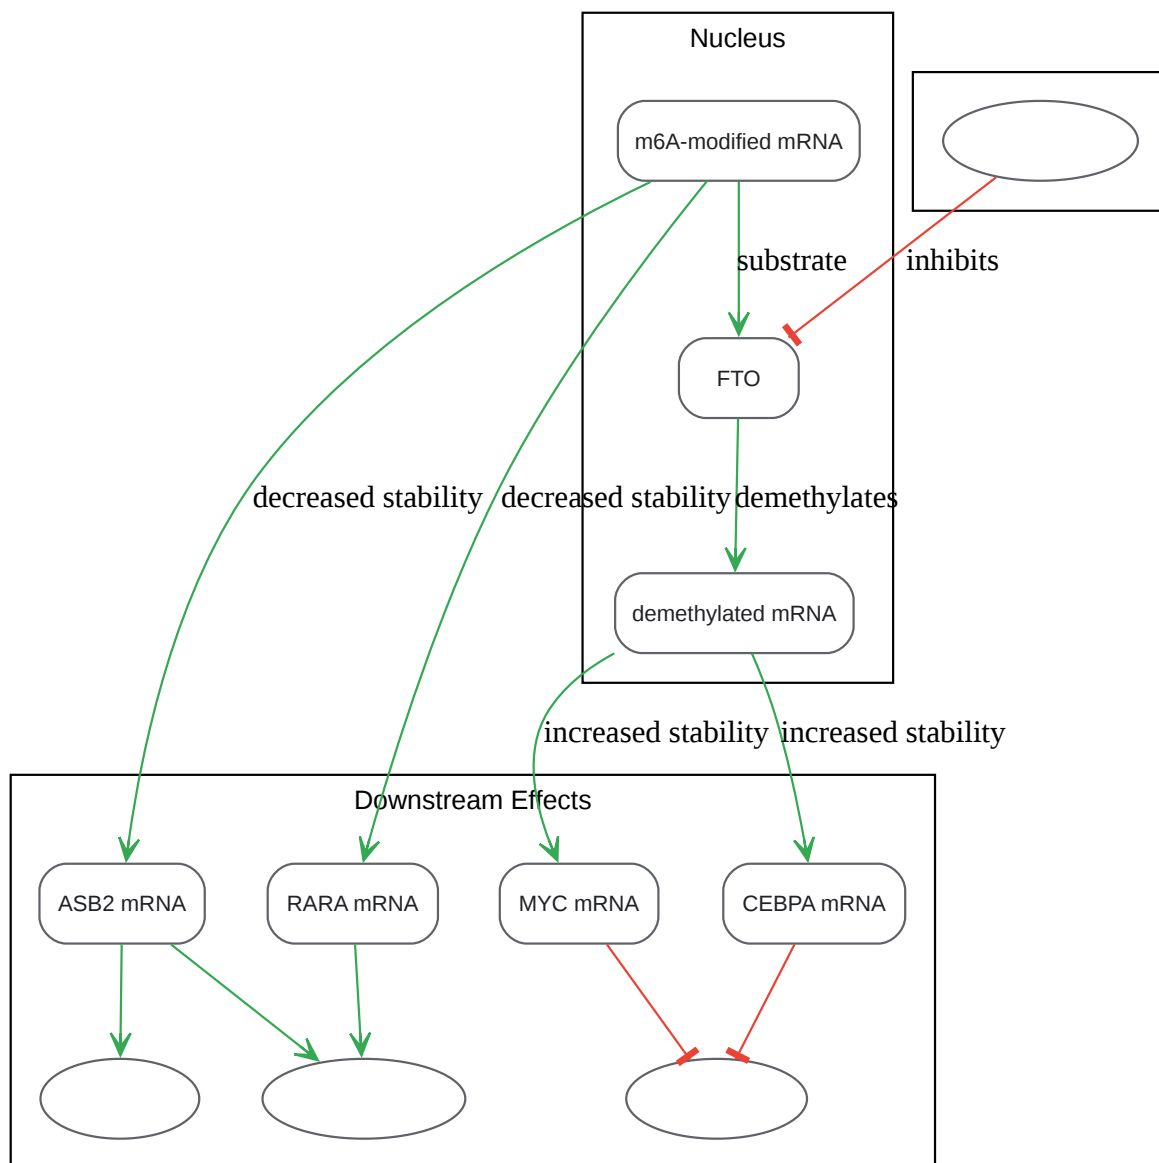 Nucleus
m6A-modified mRNA
substrate
inhibits
FTO
decreased stability
decreased stability
demethylates
demethylated mRNA
increased stability
increased stability
Downstream Effects
ASB2 mRNA
RARA mRNA
MYC mRNA
CEBPA mRNA